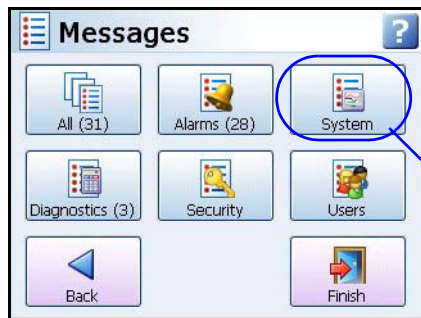 Messages ?
All (31) Alarms (28) System
Diagnostics (3) Security Users
Back Finish